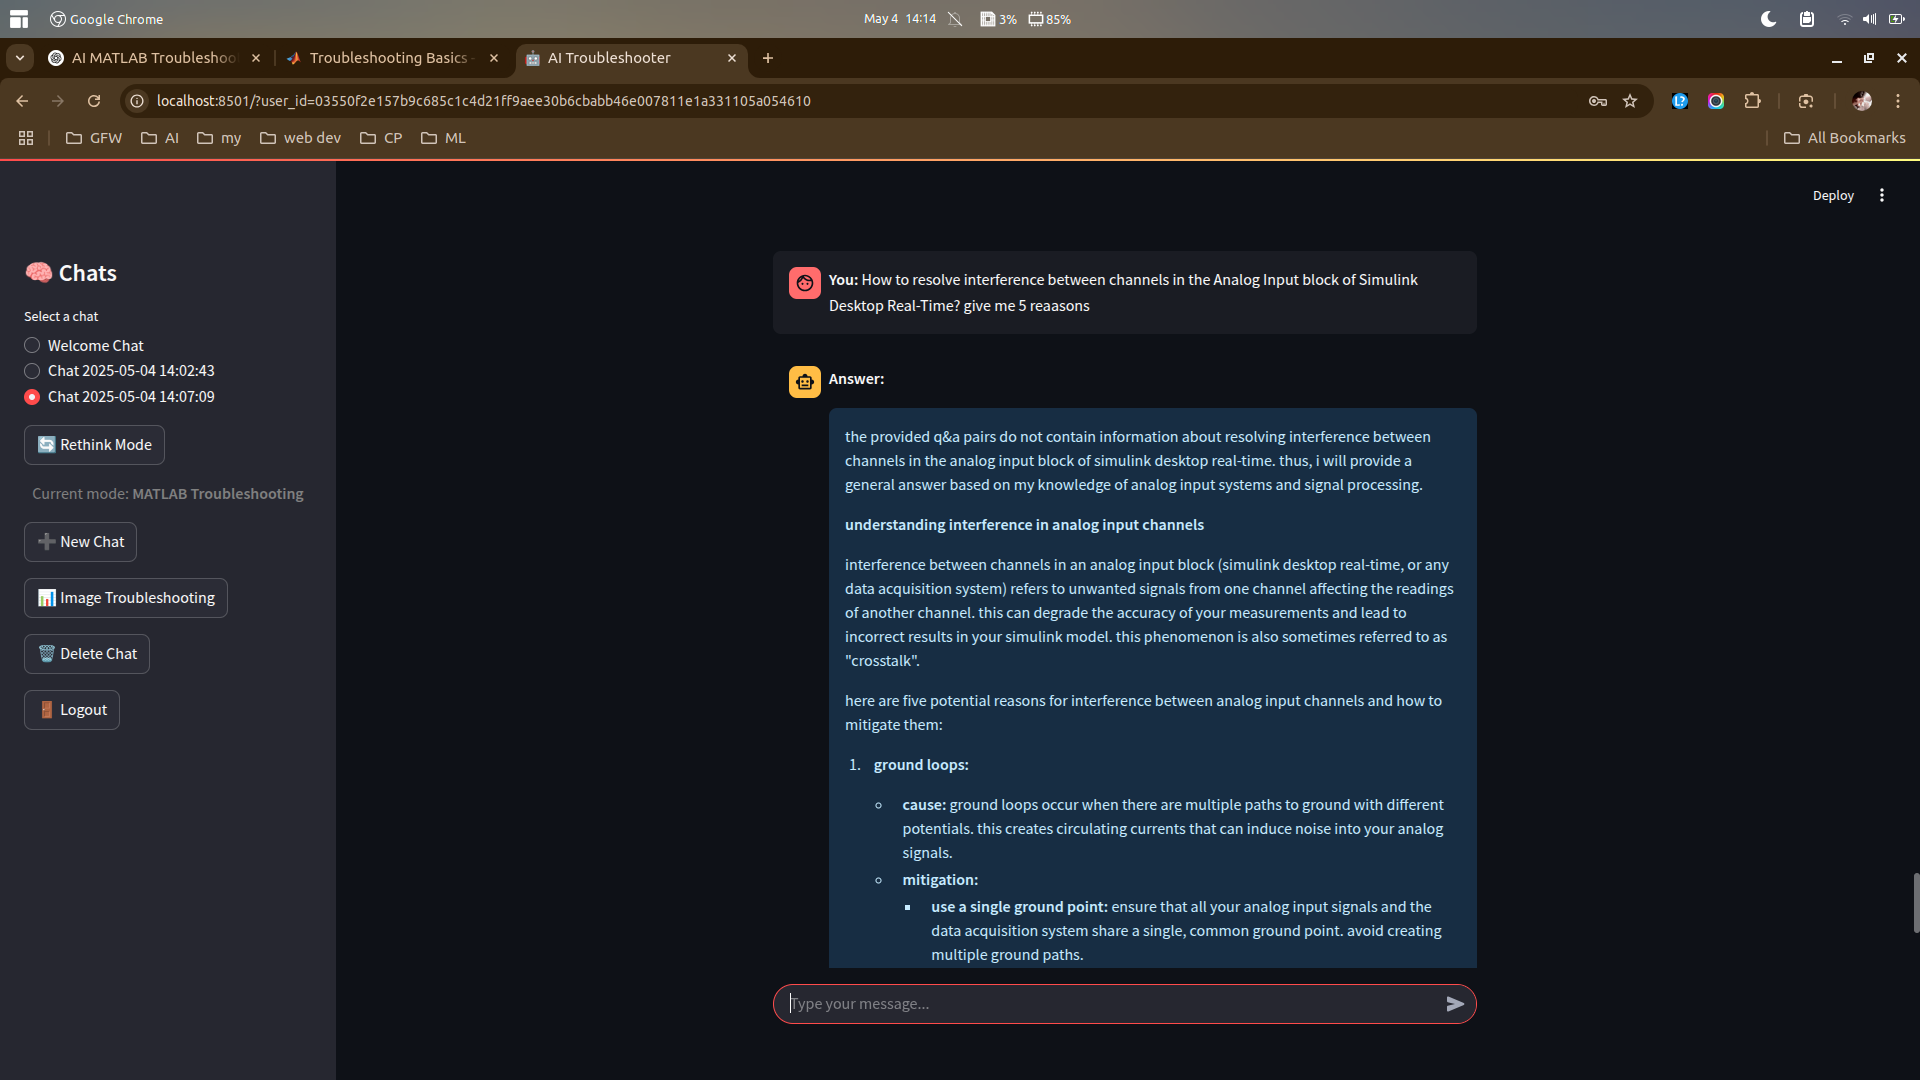 Google Chrome
May 4 14:14
3%
85%
AI MATLAB Troubleshoo
Troubleshooting Basics -
AI Troubleshooter
localhost:8501/?user_id=03550f2e157b9c685c1c4d21ff9aee30b6cbabb46e007811e1a331105a054610
GFW
AI
my
web dev
CP
ML
All Bookmarks
Deploy
Chats
Select a chat
Welcome Chat
Chat 2025-05-04 14:02:43
Chat 2025-05-04 14:07:09
Rethink Mode
Current mode: MATLAB Troubleshooting
New Chat
Image Troubleshooting
Delete Chat
Logout
You: How to resolve interference between channels in the Analog Input block of Simulink
Desktop Real-Time? give me 5 reaasons
Answer:
the provided q&a pairs do not contain information about resolving interference between
channels in the analog input block of simulink desktop real-time. thus, i will provide a
general answer based on my knowledge of analog input systems and signal processing.
understanding interference in analog input channels
interference between channels in an analog input block (simulink desktop real-time, or any
data acquisition system) refers to unwanted signals from one channel affecting the readings
of another channel. this can degrade the accuracy of your measurements and lead to
incorrect results in your simulink model. this phenomenon is also sometimes referred to as
"crosstalk".
here are five potential reasons for interference between analog input channels and how to
mitigate them:
1. ground loops:
cause: ground loops occur when there are multiple paths to ground with different
potentials. this creates circulating currents that can induce noise into your analog
signals.
mitigation:
use a single ground point: ensure that all your analog input signals and the
data acquisition system share a single, common ground point. avoid creating
multiple ground paths.
Type your message...